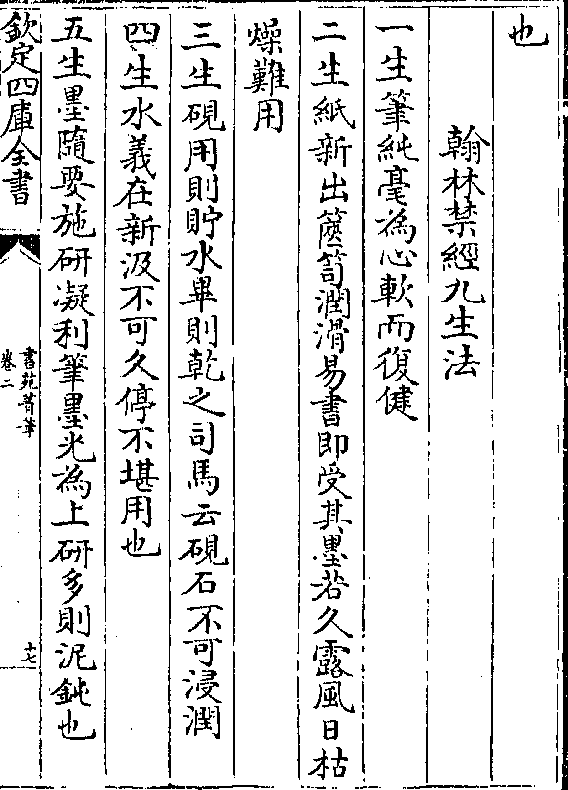 也
翰林禁經九生法
一生筆純毫為心軟而復健
二生紙新出篋笥潤滑易書即受其墨若久露風日枯
燥難用
三生硯用則貯水畢則乾之司馬云硯石不可浸潤
四生水義在新汲不可久停不堪用也
五生墨隨要施研凝利筆墨光為上研多則泥鈍也
欽定四庫全書
書苑菁華
卷二
十七